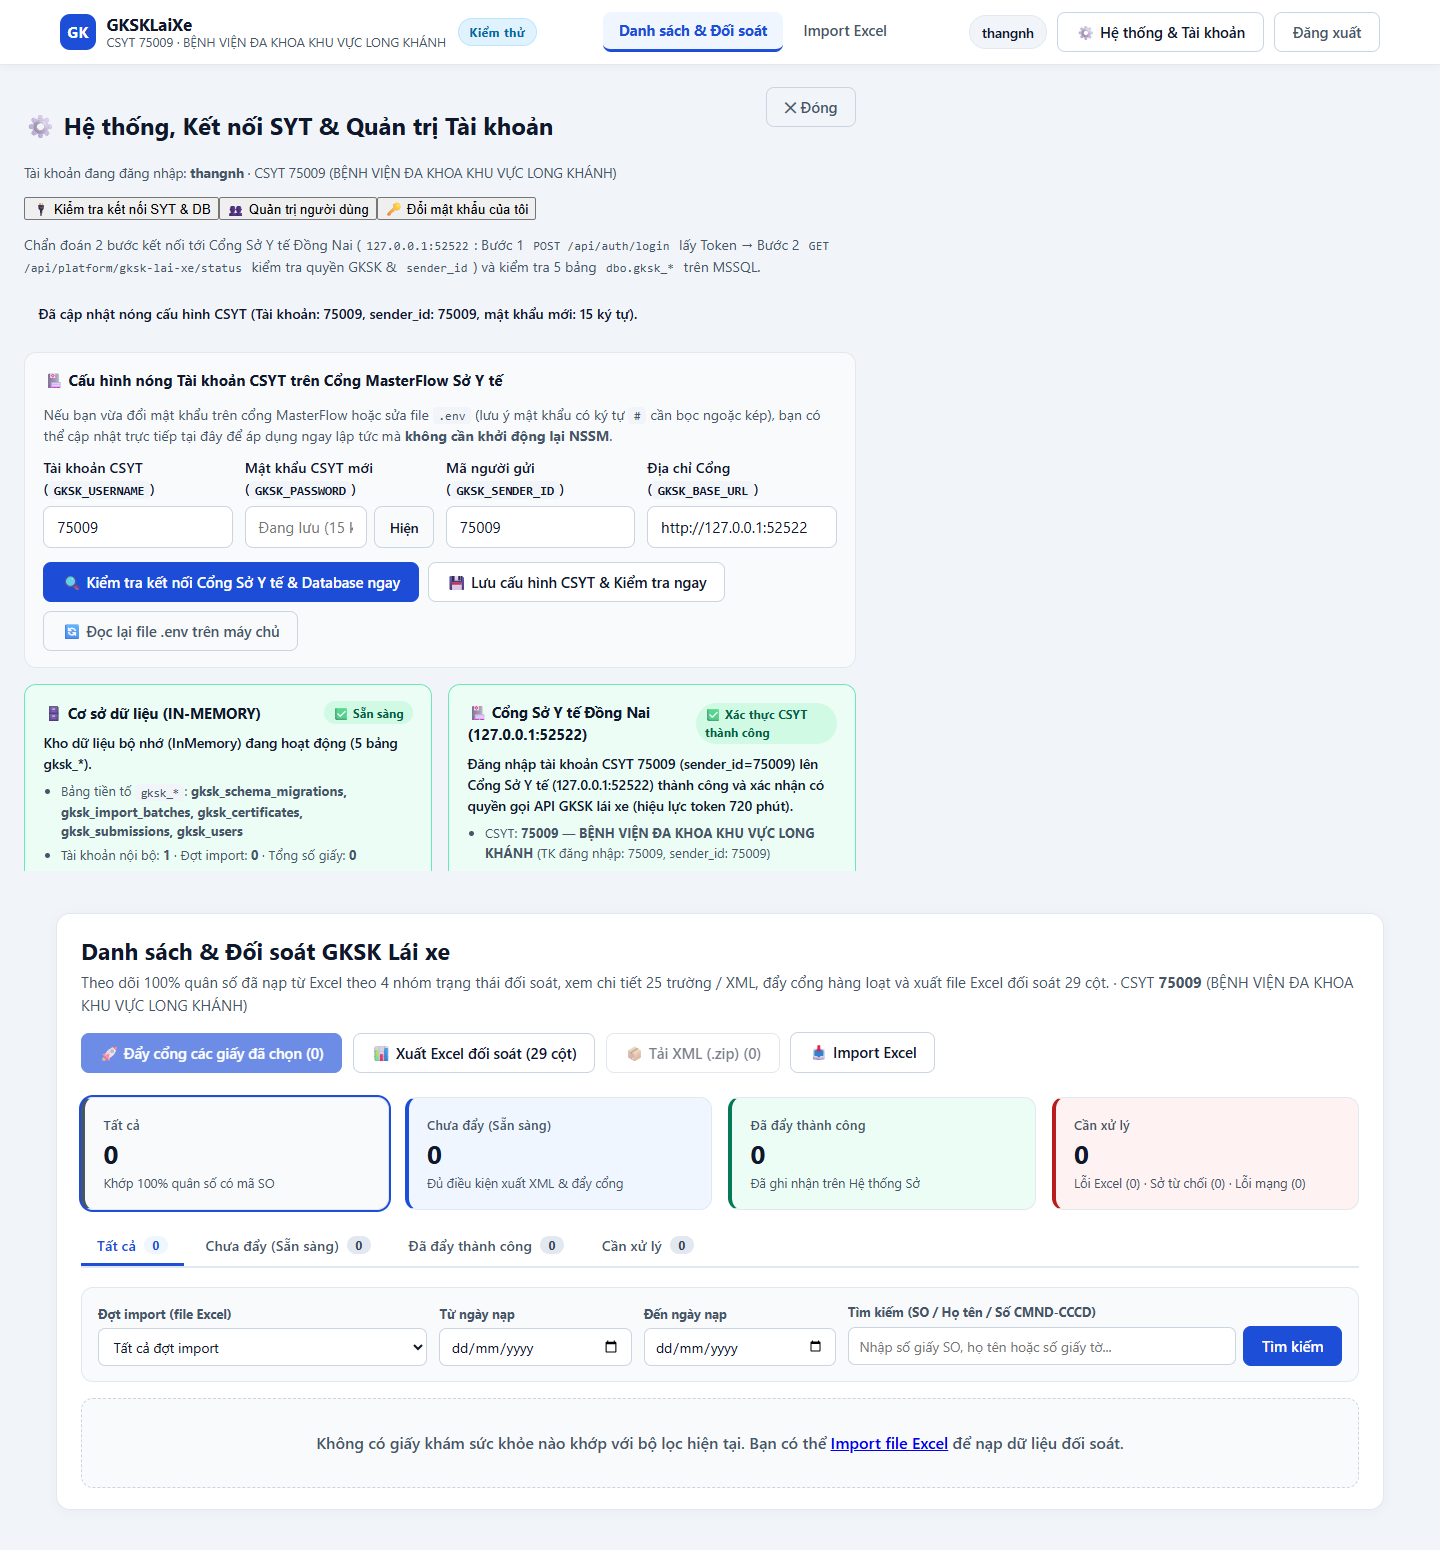 GK
GKSKLaiXe
CSYT 75009 · BỆNH VIỆN ĐA KHOA KHU VỰC LONG KHÁNH
Kiểm thử
Danh sách & Đối soát
Import Excel
thangnh
Hệ thống & Tài khoản
Đăng xuất
Đóng
Hệ thống, Kết nối SYT & Quản trị Tài khoản
Tài khoản đang đăng nhập: thangnh · CSYT 75009 (BỆNH VIỆN ĐA KHOA KHU VỰC LONG KHÁNH)
Kiểm tra kết nối SYT & DB
Quản trị người dùng
Đổi mật khẩu của tôi
Chẩn đoán 2 bước kết nối tới Cổng Sở Y tế Đồng Nai ( 127.0.0.1:52522 : Bước 1 POST /api/auth/login lấy Token → Bước 2 GET
/api/platform/gksk-lai-xe/status kiểm tra quyền GKSK & sender_id ) và kiểm tra 5 bảng dbo.gksk_* trên MSSQL.
Đã cập nhật nóng cấu hình CSYT (Tài khoản: 75009, sender_id: 75009, mật khẩu mới: 15 ký tự).
Cấu hình nóng Tài khoản CSYT trên Cổng MasterFlow Sở Y tế
Nếu bạn vừa đổi mật khẩu trên cổng MasterFlow hoặc sửa file .env (lưu ý mật khẩu có ký tự # cần bọc ngoặc kép), bạn có
thể cập nhật trực tiếp tại đây để áp dụng ngay lập tức mà không cần khởi động lại NSSM.
Tài khoản CSYT
( GKSK_USERNAME )
75009
Mật khẩu CSYT mới
( GKSK_PASSWORD )
Đang lưu (15 k
Hiện
Mã người gửi
( GKSK_SENDER_ID )
75009
Địa chỉ Cổng
( GKSK_BASE_URL )
http://127.0.0.1:52522
Kiểm tra kết nối Cổng Sở Y tế & Database ngay
Lưu cấu hình CSYT & Kiểm tra ngay
Đọc lại file .env trên máy chủ
Cơ sở dữ liệu (IN-MEMORY)
Sẵn sàng
Kho dữ liệu bộ nhớ (InMemory) đang hoạt động (5 bảng
gksk_*).
• Bảng tiền tố gksk_* : gksk_schema_migrations,
gksk_import_batches, gksk_certificates,
gksk_submissions, gksk_users
• Tài khoản nội bộ: 1 · Đợt import: 0 · Tổng số giấy: 0
Cổng Sở Y tế Đồng Nai
(127.0.0.1:52522)
Xác thực CSYT
thành công
Đăng nhập tài khoản CSYT 75009 (sender_id=75009) lên
Cổng Sở Y tế (127.0.0.1:52522) thành công và xác nhận có
quyền gọi API GKSK lái xe (hiệu lực token 720 phút).
• CSYT: 75009 — BỆNH VIỆN ĐA KHOA KHU VỰC LONG
KHÁNH (TK đăng nhập: 75009, sender_id: 75009)
Danh sách & Đối soát GKSK Lái xe
Theo dõi 100% quân số đã nạp từ Excel theo 4 nhóm trạng thái đối soát, xem chi tiết 25 trường / XML, đẩy cổng hàng loạt và xuất file Excel đối soát 29 cột. · CSYT 75009 (BỆNH VIỆN ĐA KHOA
KHU VỰC LONG KHÁNH)
Đẩy cổng các giấy đã chọn (0)
Xuất Excel đối soát (29 cột)
Tải XML (.zip) (0)
Import Excel
Tất cả
0
Khớp 100% quân số có mã SO
Chưa đẩy (Sẵn sàng)
0
Đủ điều kiện xuất XML & đẩy cổng
Đã đẩy thành công
0
Đã ghi nhận trên Hệ thống Sở
Cần xử lý
0
Lỗi Excel (0) · Sở từ chối (0) · Lỗi mạng (0)
Tất cả 0
Chưa đẩy (Sẵn sàng) 0
Đã đẩy thành công 0
Cần xử lý 0
Đợt import (file Excel)
Tất cả đợt import
Từ ngày nạp
dd/mm/yyyy
Đến ngày nạp
dd/mm/yyyy
Tìm kiếm (SO / Họ tên / Số CMND-CCCD)
Nhập số giấy SO, họ tên hoặc số giấy tờ...
Tìm kiếm
Không có giấy khám sức khỏe nào khớp với bộ lọc hiện tại. Bạn có thể Import file Excel để nạp dữ liệu đối soát.